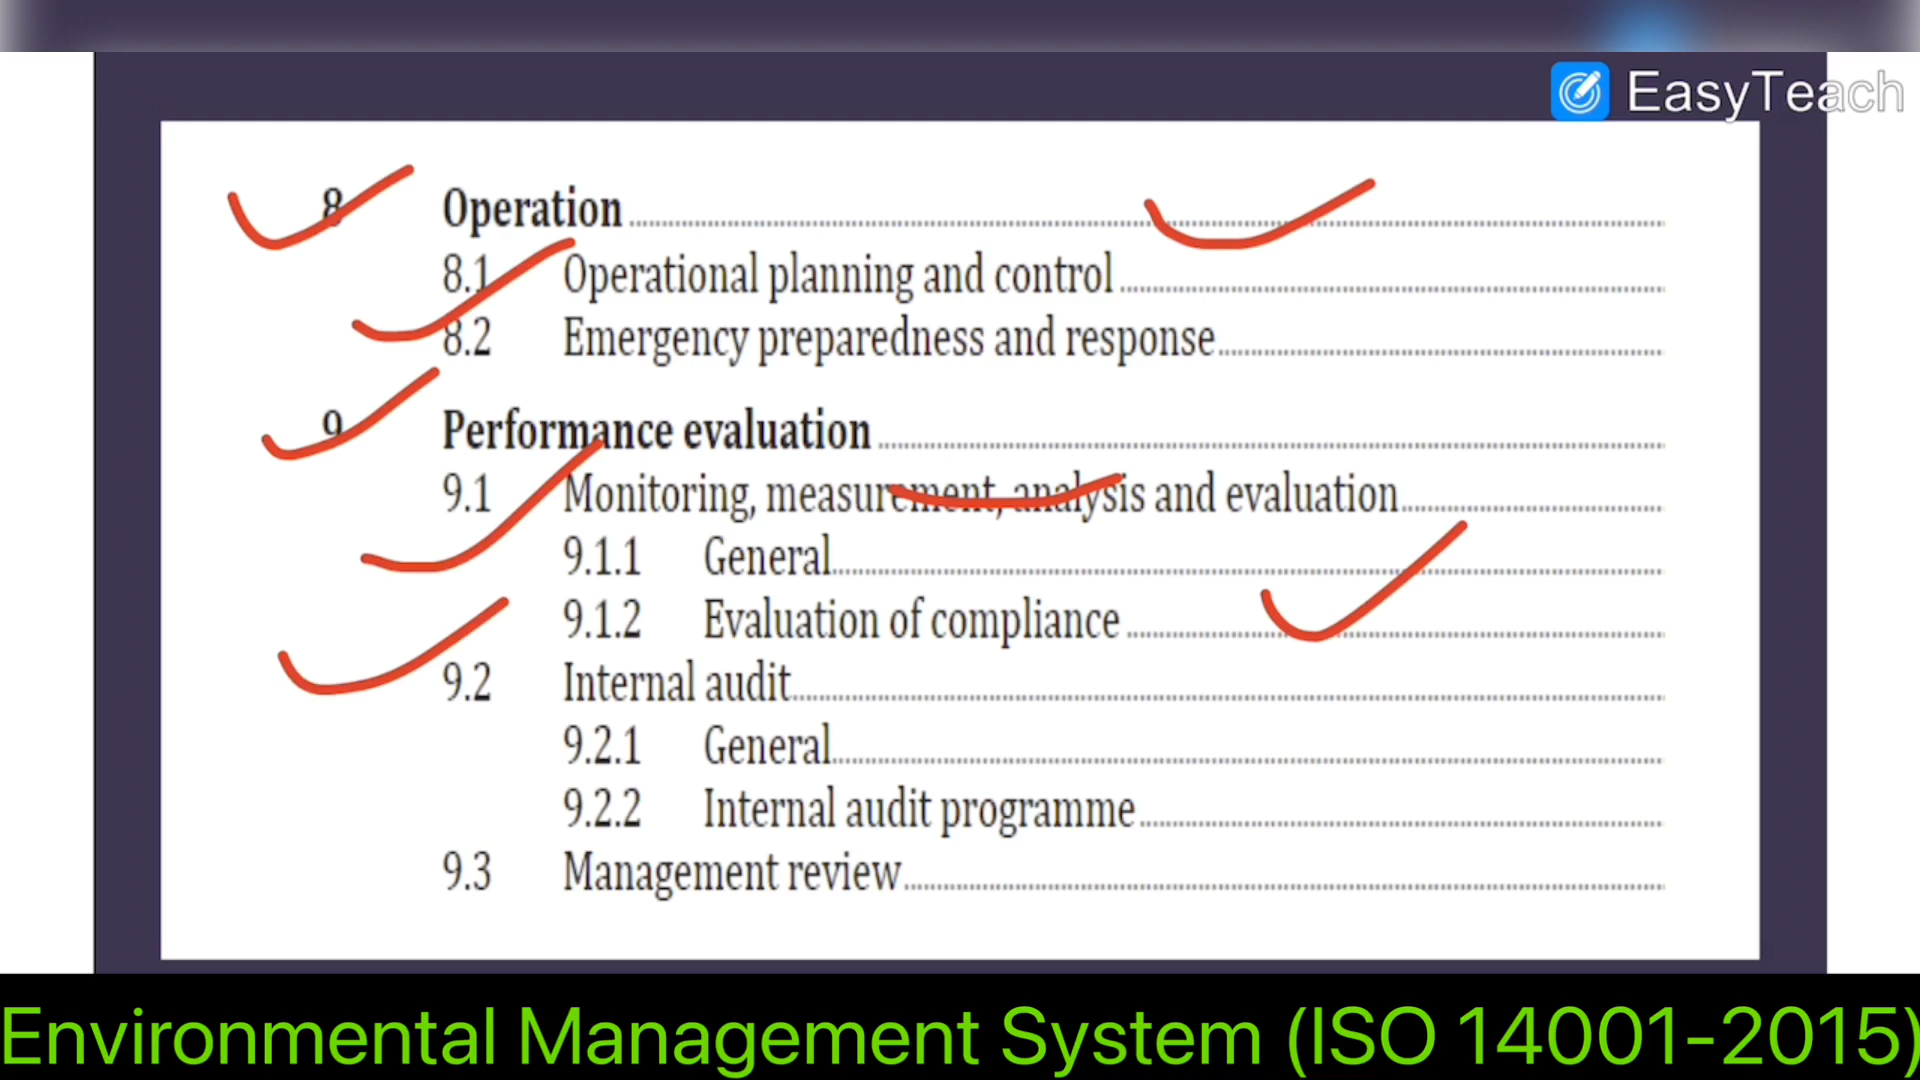 EasyTeach
8 Operation
8.1 Operational planning and control
8.2 Emergency preparedness and response
9 Performance evaluation
9.1 Monitoring, measurement, analysis and evaluation
9.1.1 General
9.1.2 Evaluation of compliance
9.2 Internal audit
9.2.1 General
9.2.2 Internal audit programme
9.3 Management review
Environmental Management System (ISO 14001-2015)